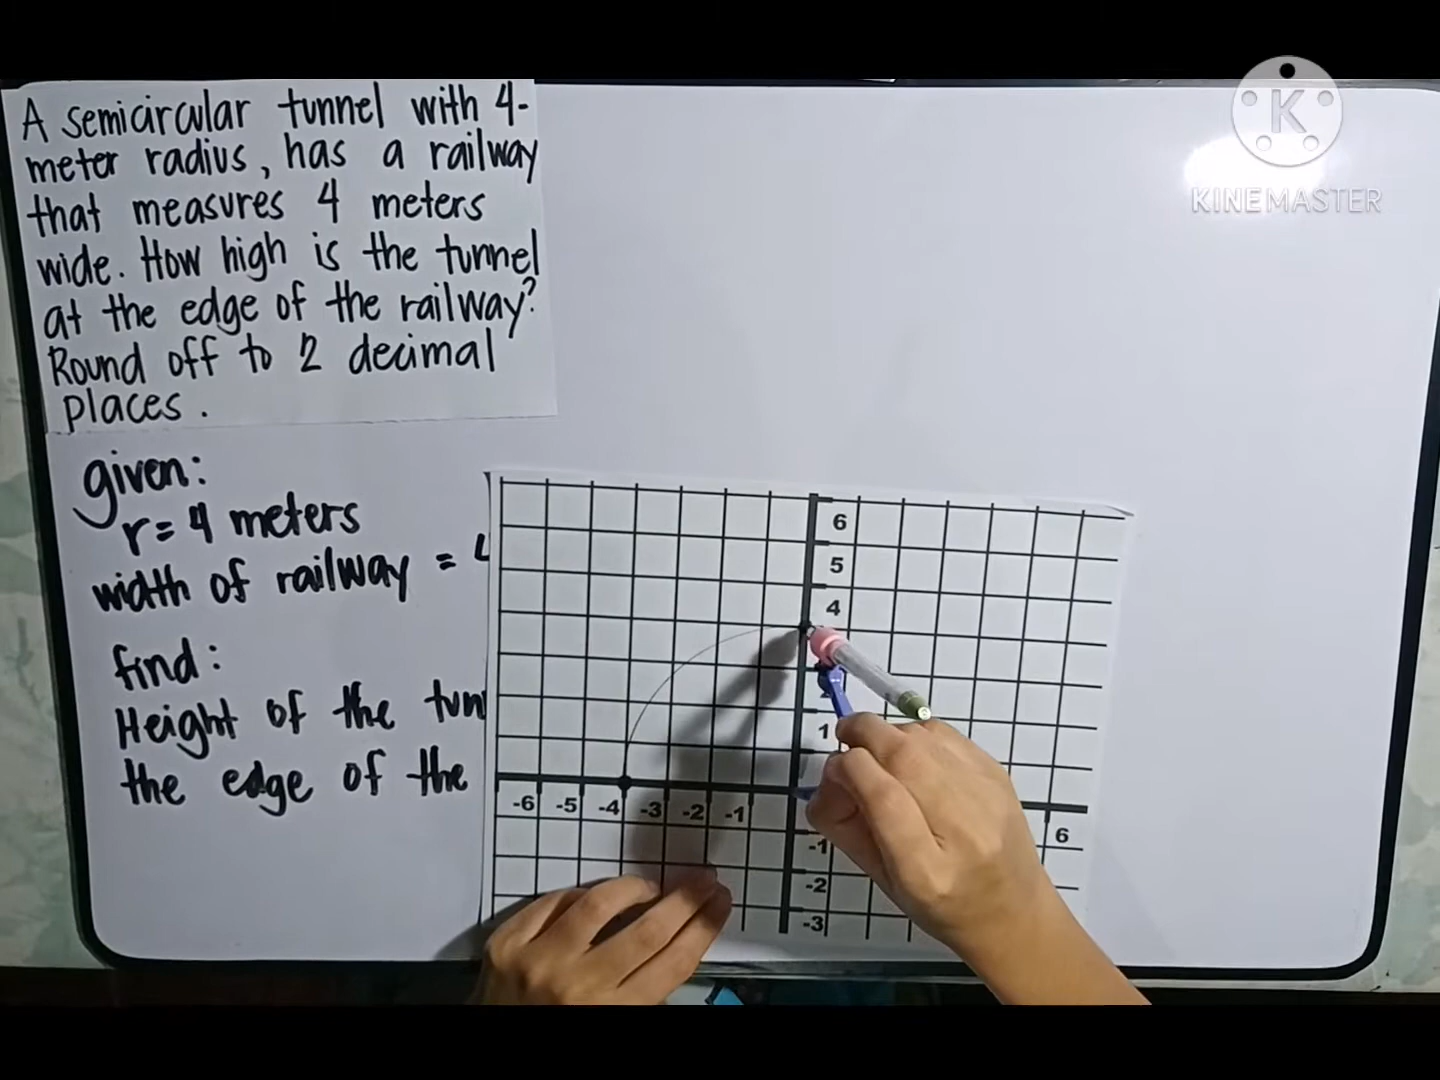 A semicircular tunnel with 4-
meter radius, has a railway
that measures 4 meters
wide. How high is the tunnel
at the edge of the railway?
Round off to 2 decimal
places.
given:
r = 4 meters
width of railway =
find:
Height of the
the edge of the
6
5
4
1
-6 -5 -4 -3 -2 -1
6
-1
-2
-3
K
KINEMASTER